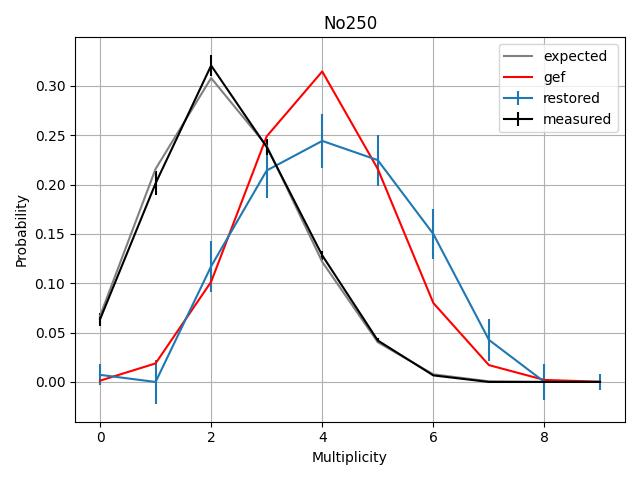 No250
expected
gef
restored
measured
0.30
0.25
0.20
0.15
0.10
0.05
0.00
Probability
0
2
4
6
8
Multiplicity